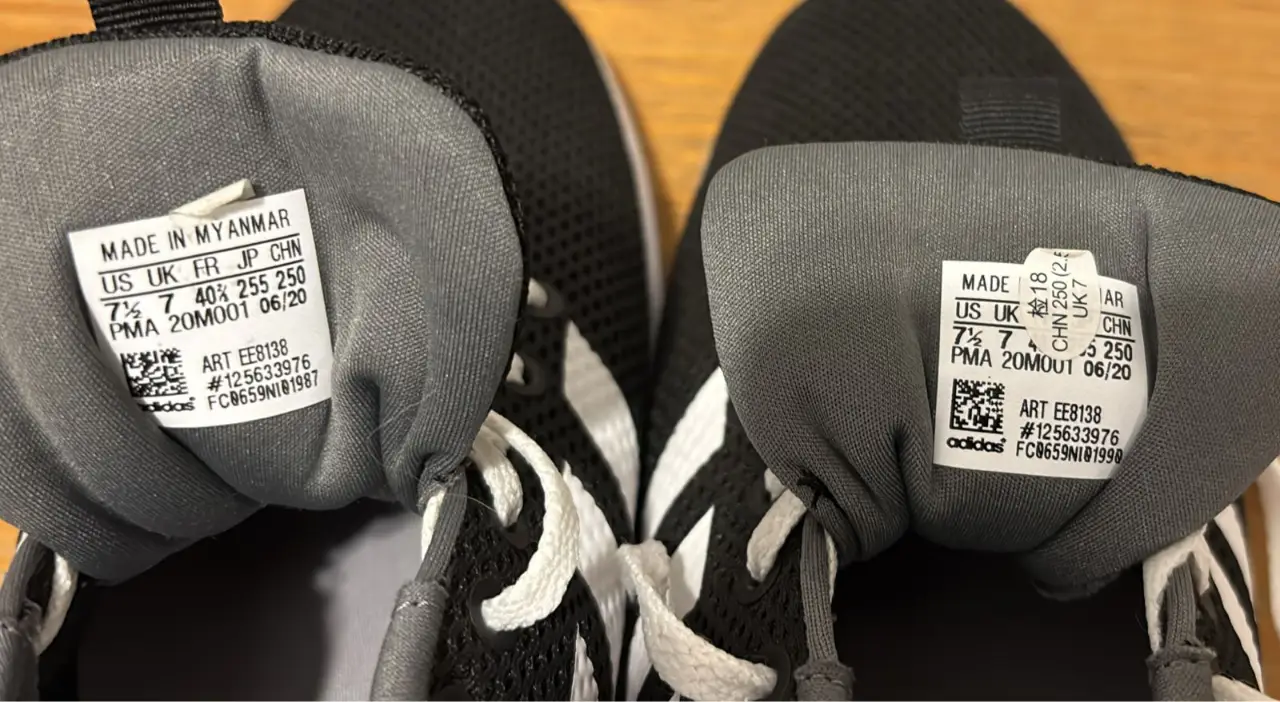 MADE IN MYANMAR
US UK FR JP CHN
7½ 7 40⅔ 255 250
PMA 20M001 06/20
ART EE8138
#125633976
FC0659NI01987
adidas
MADE
US UK CHN
7½ 7 250
PMA 20M001 06/20
检18
CHN 250(2.5
UK7
ART EE8138
#125633976
FC0659NI01990
adidas